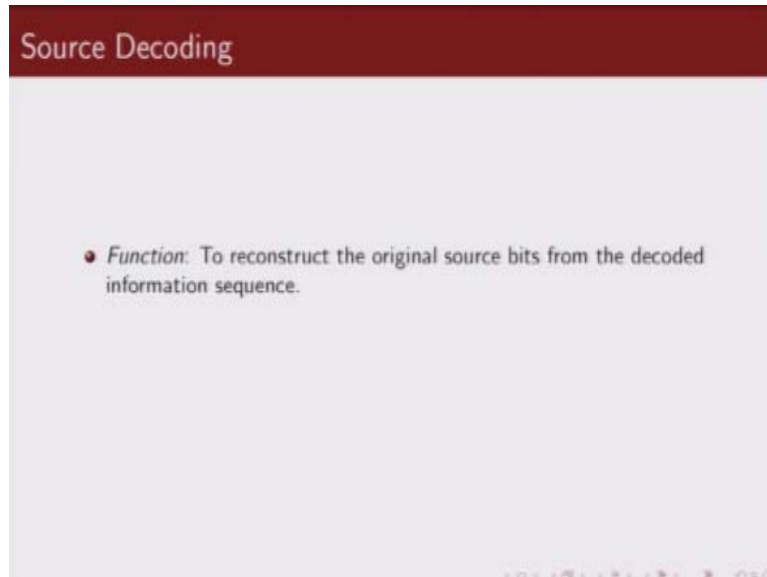 Source Decoding
Function: To reconstruct the original source bits from the decoded
information sequence.